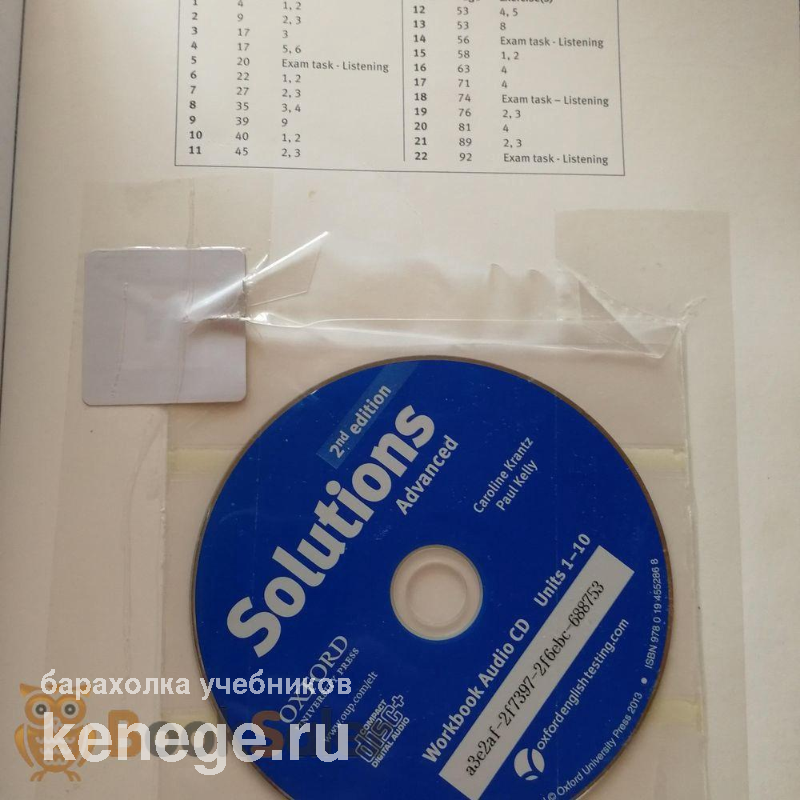 1 4 1, 2
2 9 2, 3
3 17 3
4 17 5, 6
5 20 Exam task - Listening
6 22 1, 2
7 27 2, 3
8 35 3, 4
9 39 9
10 40 1, 2
11 45 2, 3
12 53 4, 5
13 53 8
14 56 Exam task - Listening
15 58 1, 2
16 63 4
17 71 4
18 74 Exam task – Listening
19 76 2, 3
20 81 4
21 89 2, 3
22 92 Exam task - Listening
2nd edition
Solutions
Advanced
Caroline Krantz
Paul Kelly
OXFORD
UNIVERSITY PRESS
www.oup.com/elt
COMPACT
disc+
DIGITAL AUDIO
Workbook Audio CD Units 1–10
a3e2af-2f7397-2f6ebc-688753
oxfordenglishtesting.com
© Oxford University Press 2013 • ISBN 978 0 19 455286 8
барахолка учебников
kenege.ru